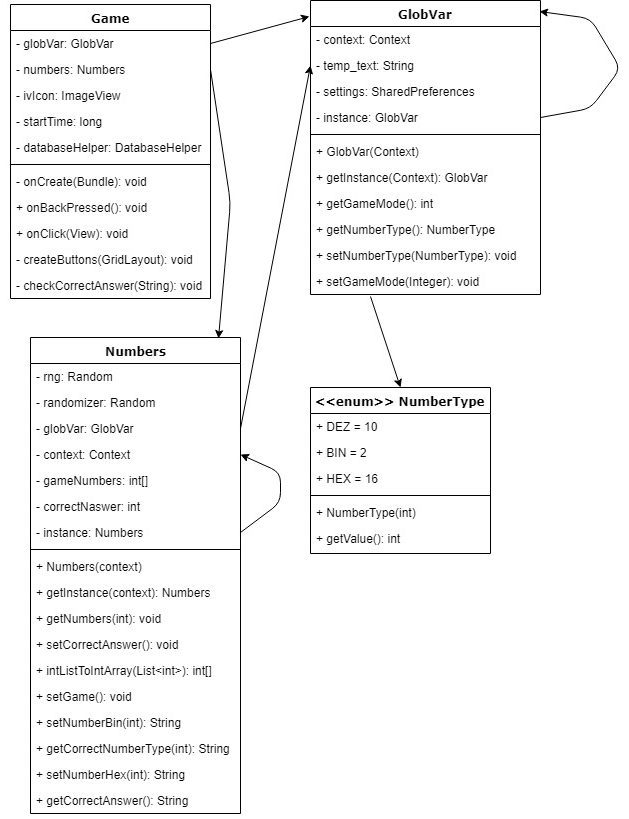 Game
- globVar: GlobVar
- numbers: Numbers
- ivIcon: ImageView
- startTime: long
- databaseHelper: DatabaseHelper
- onCreate(Bundle): void
+ onBackPressed(): void
+ onClick(View): void
- createButtons(GridLayout): void
- checkCorrectAnswer(String): void
GlobVar
- context: Context
- temp_text: String
- settings: SharedPreferences
- instance: GlobVar
+ GlobVar(Context)
+ getInstance(Context): GlobVar
+ getGameMode(): int
+ getNumberType(): NumberType
+ setNumberType(NumberType): void
+ setGameMode(Integer): void
Numbers
- rng: Random
- randomizer: Random
- globVar: GlobVar
- context: Context
- gameNumbers: int[]
- correctNaswer: int
- instance: Numbers
+ Numbers(context)
+ getInstance(context): Numbers
+ getNumbers(int): void
+ setCorrectAnswer(): void
+ intListToIntArray(List<int>): int[]
+ setGame(): void
+ setNumberBin(int): String
+ getCorrectNumberType(int): String
+ setNumberHex(int): String
+ getCorrectAnswer(): String
<<enum>> NumberType
+ DEZ = 10
+ BIN = 2
+ HEX = 16
+ NumberType(int)
+ getValue(): int